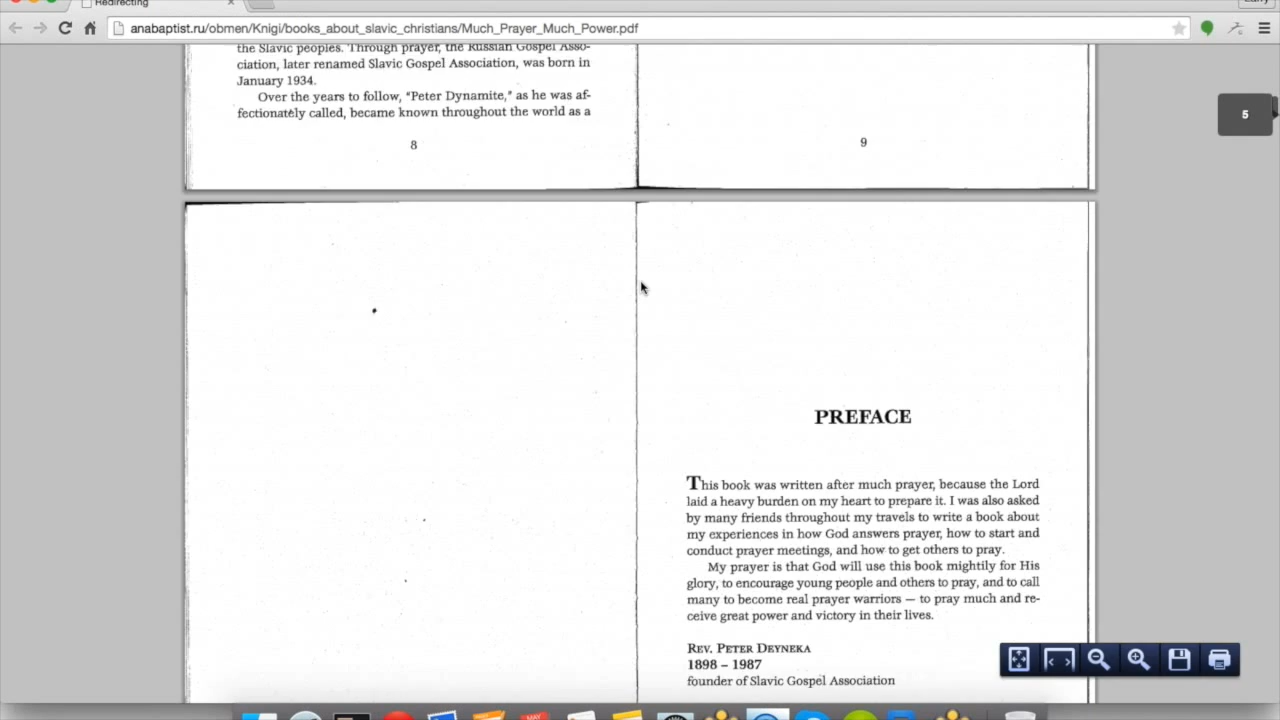 Redirecting
anabaptist.ru/obmen/Knigi/books_about_slavic_christians/Much_Prayer_Much_Power.pdf
the Slavic peoples. Through prayer, the Russian Gospel Asso-
ciation, later renamed Slavic Gospel Association, was born in
January 1934.
Over the years to follow, "Peter Dynamite," as he was af-
fectionately called, became known throughout the world as a
8
9
5
PREFACE
This book was written after much prayer, because the Lord
laid a heavy burden on my heart to prepare it. I was also asked
by many friends throughout my travels to write a book about
my experiences in how God answers prayer, how to start and
conduct prayer meetings, and how to get others to pray.
My prayer is that God will use this book mightily for His
glory, to encourage young people and others to pray, and to call
many to become real prayer warriors — to pray much and re-
ceive great power and victory in their lives.
REV. PETER DEYNEKA
1898 – 1987
founder of Slavic Gospel Association
MAY